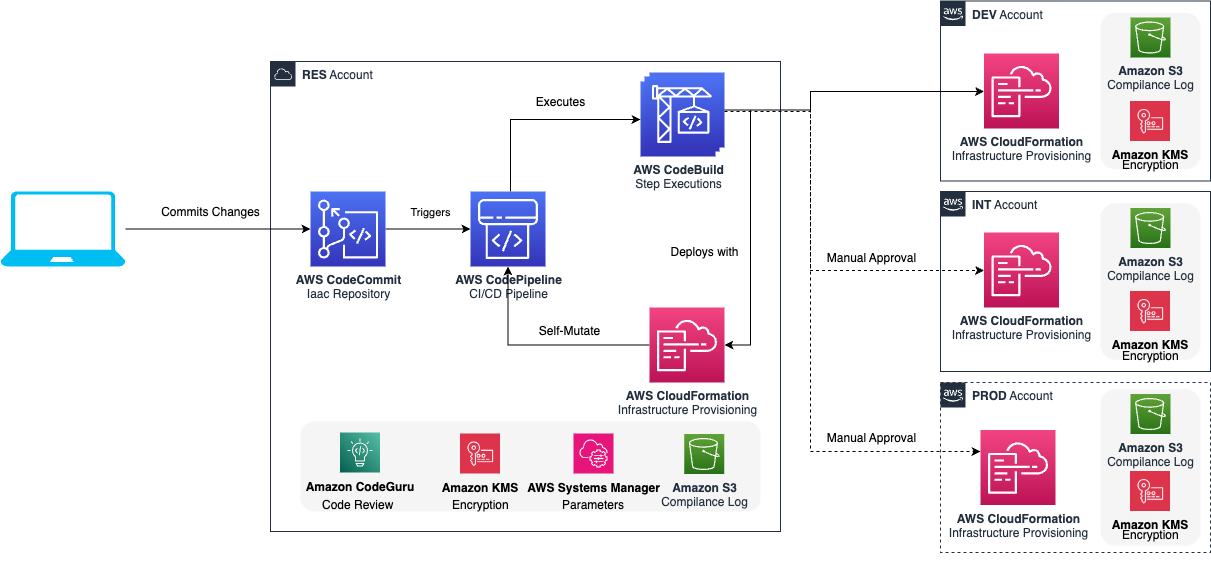 RES Account
Commits Changes
AWS CodeCommit
Iaac Repository
Triggers
AWS CodePipeline
CI/CD Pipeline
Executes
AWS CodeBuild
Step Executions
Deploys with
Self-Mutate
AWS CloudFormation
Infrastructure Provisioning
Amazon CodeGuru
Code Review
Amazon KMS
Encryption
AWS Systems Manager
Parameters
Amazon S3
Compliance Log
aws
DEV Account
AWS CloudFormation
Infrastructure Provisioning
Amazon S3
Compliance Log
Amazon KMS
Encryption
Manual Approval
aws
INT Account
AWS CloudFormation
Infrastructure Provisioning
Amazon S3
Compliance Log
Amazon KMS
Encryption
Manual Approval
aws
PROD Account
AWS CloudFormation
Infrastructure Provisioning
Amazon S3
Compliance Log
Amazon KMS
Encryption